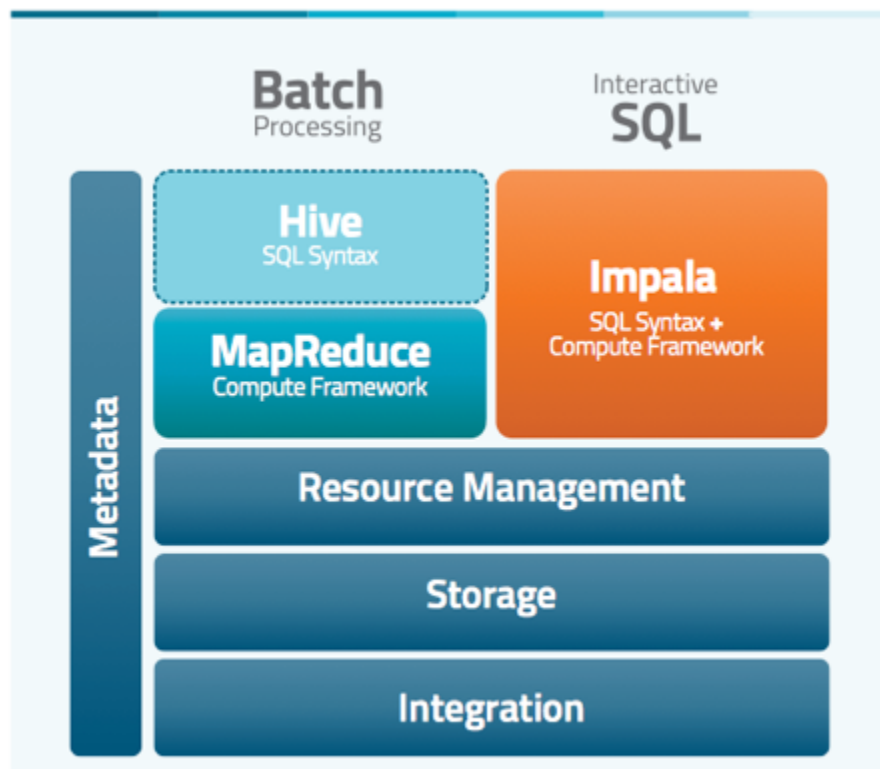 Batch
Processing
Interactive
SQL
Metadata
Hive
SQL Syntax
MapReduce
Compute Framework
Impala
SQL Syntax +
Compute Framework
Resource Management
Storage
Integration